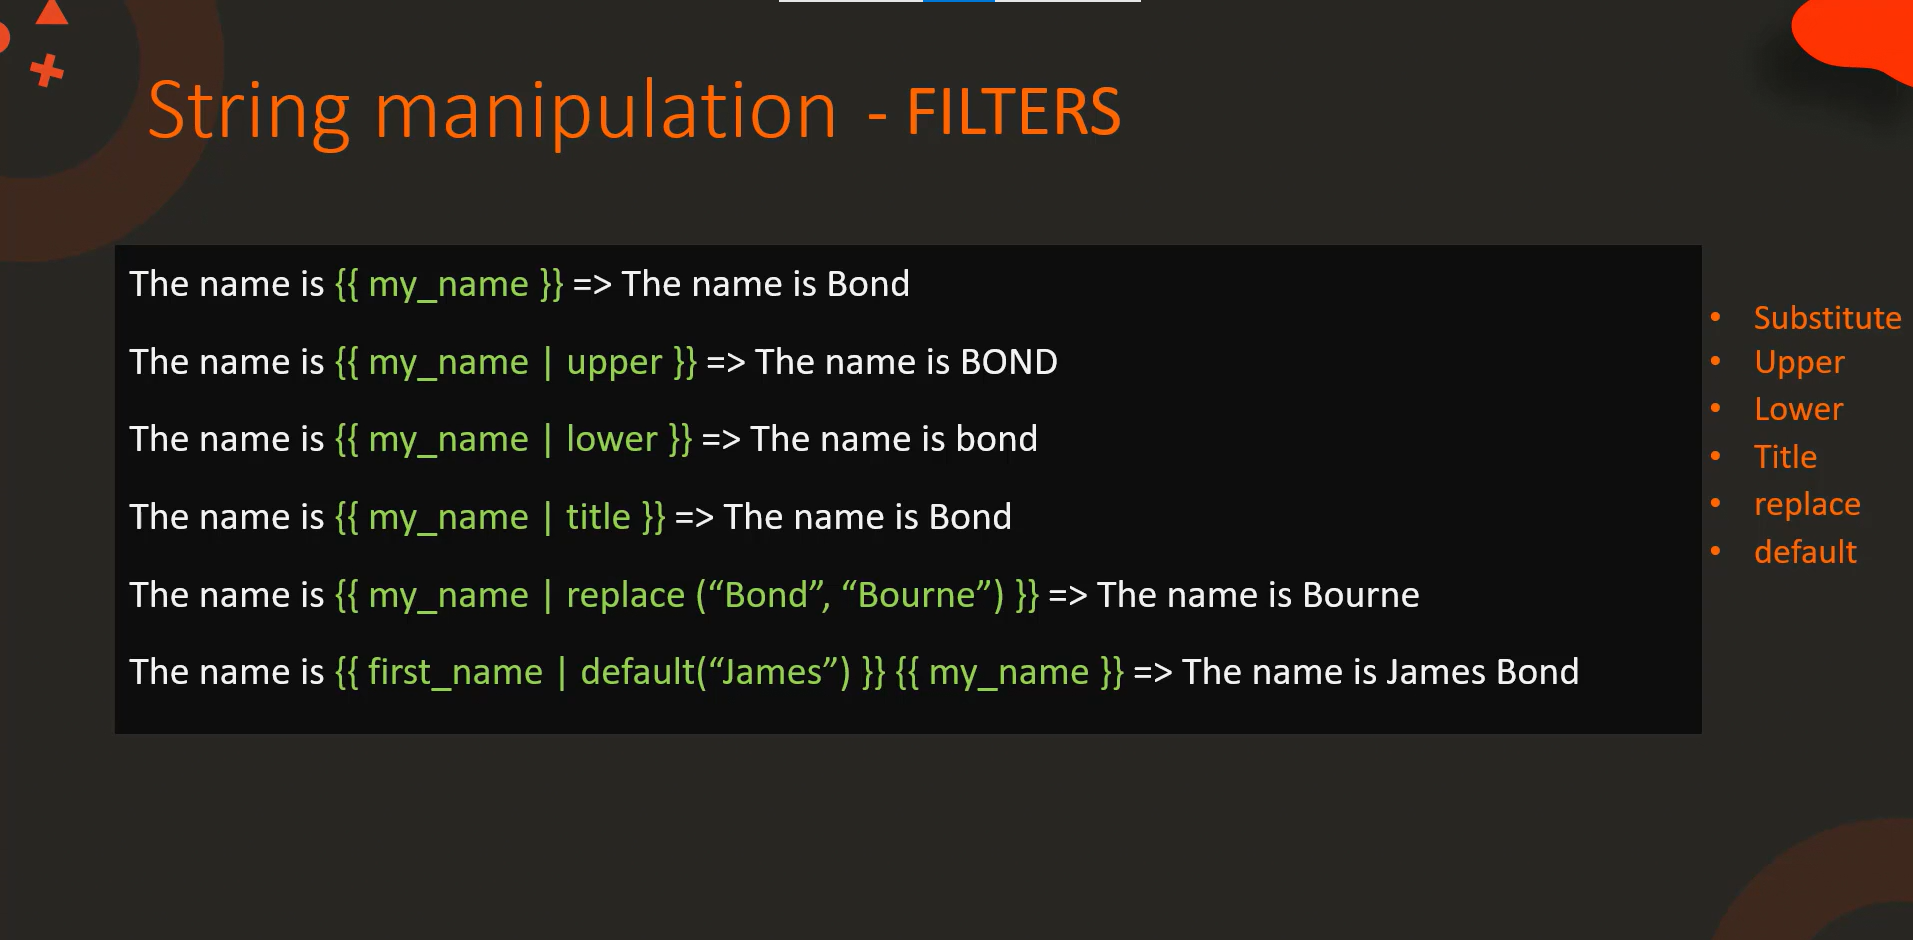 String manipulation - FILTERS
The name is {{ my_name }} => The name is Bond
The name is {{ my_name | upper }} => The name is BOND
The name is {{ my_name | lower }} => The name is bond
The name is {{ my_name | title }} => The name is Bond
The name is {{ my_name | replace (“Bond”, “Bourne”) }} => The name is Bourne
The name is {{ first_name | default(“James”) }} {{ my_name }} => The name is James Bond
• Substitute
• Upper
• Lower
• Title
• replace
• default